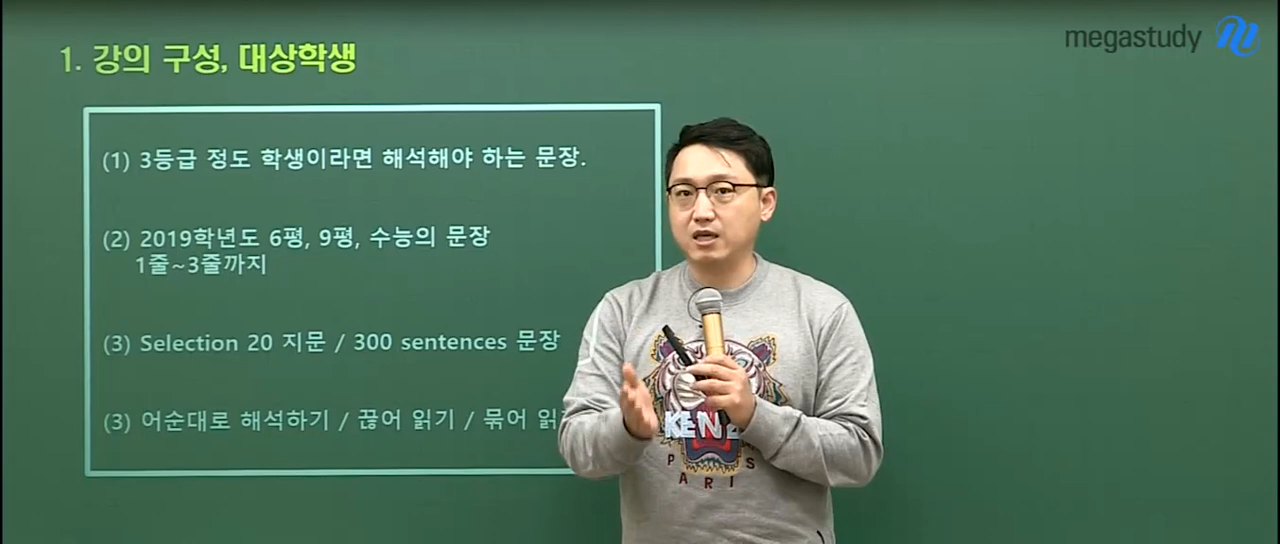 megastudy
1. 강의 구성, 대상학생
(1) 3등급 정도 학생이라면 해석해야 하는 문장.
(2) 2019학년도 6평, 9평, 수능의 문장
1줄~3줄까지
(3) Selection 20 지문 / 300 sentences 문장
(3) 어순대로 해석하기 / 끊어 읽기 / 묶어
KENZ
PARIS